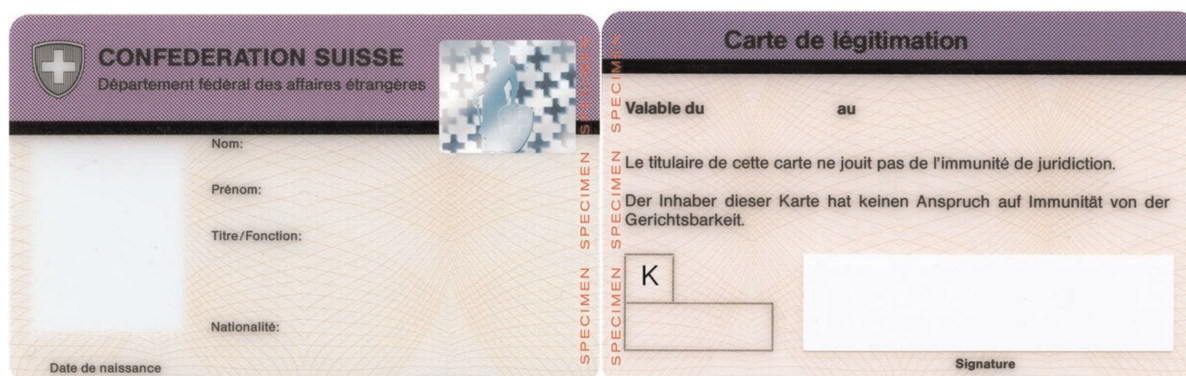 CONFEDERATION SUISSE
Département fédéral des affaires étrangères
Nom:
Prénom:
Titre/Fonction:
Nationalité:
Date de naissance
SPECIMEN SPECIMEN SPECIMEN
Carte de légitimation
Valable du au
Le titulaire de cette carte ne jouit pas de l'immunité de juridiction.
Der Inhaber dieser Karte hat keinen Anspruch auf Immunität von der
Gerichtsbarkeit.
K
Signature
SPECIMEN SPECIMEN SPECIMEN